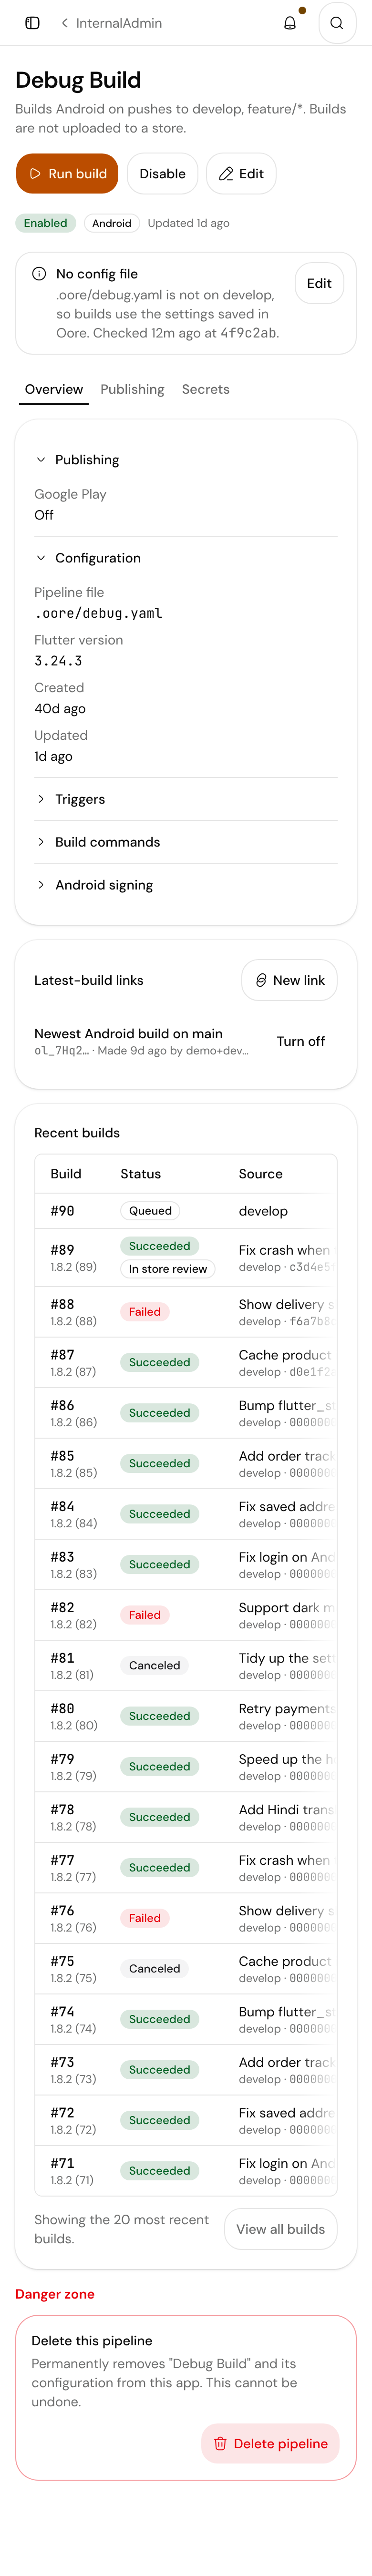 InternalAdmin
Debug Build
Builds Android on pushes to develop, feature/*. Builds
are not uploaded to a store.
Run build
Disable
Edit
Enabled
Android
Updated 1d ago
No config file
.oore/debug.yaml is not on develop,
so builds use the settings saved in
Oore. Checked 12m ago at 4f9c2ab.
Edit
Overview
Publishing
Secrets
Publishing
Google Play
Off
Configuration
Pipeline file
.oore/debug.yaml
Flutter version
3.24.3
Created
40d ago
Updated
1d ago
Triggers
Build commands
Android signing
Latest-build links
New link
Newest Android build on main
ol_7Hq2… · Made 9d ago by demo+dev…
Turn off
Recent builds
Build Status Source
#90 Queued develop
#89 Succeeded Fix crash when
1.8.2 (89) In store review develop · c3d4e5
#88 Failed Show delivery s
1.8.2 (88) develop · f6a7b8
#87 Succeeded Cache product
1.8.2 (87) develop · d0e1f2
#86 Succeeded Bump flutter_st
1.8.2 (86) develop · 000000
#85 Succeeded Add order track
1.8.2 (85) develop · 000000
#84 Succeeded Fix saved addre
1.8.2 (84) develop · 000000
#83 Succeeded Fix login on And
1.8.2 (83) develop · 000000
#82 Failed Support dark m
1.8.2 (82) develop · 000000
#81 Canceled Tidy up the sett
1.8.2 (81) develop · 000000
#80 Succeeded Retry payments
1.8.2 (80) develop · 000000
#79 Succeeded Speed up the h
1.8.2 (79) develop · 000000
#78 Succeeded Add Hindi trans
1.8.2 (78) develop · 000000
#77 Succeeded Fix crash when
1.8.2 (77) develop · 000000
#76 Failed Show delivery s
1.8.2 (76) develop · 000000
#75 Canceled Cache product
1.8.2 (75) develop · 000000
#74 Succeeded Bump flutter_st
1.8.2 (74) develop · 000000
#73 Succeeded Add order track
1.8.2 (73) develop · 000000
#72 Succeeded Fix saved addre
1.8.2 (72) develop · 000000
#71 Succeeded Fix login on And
1.8.2 (71) develop · 000000
Showing the 20 most recent
builds.
View all builds
Danger zone
Delete this pipeline
Permanently removes "Debug Build" and its
configuration from this app. This cannot be
undone.
Delete pipeline